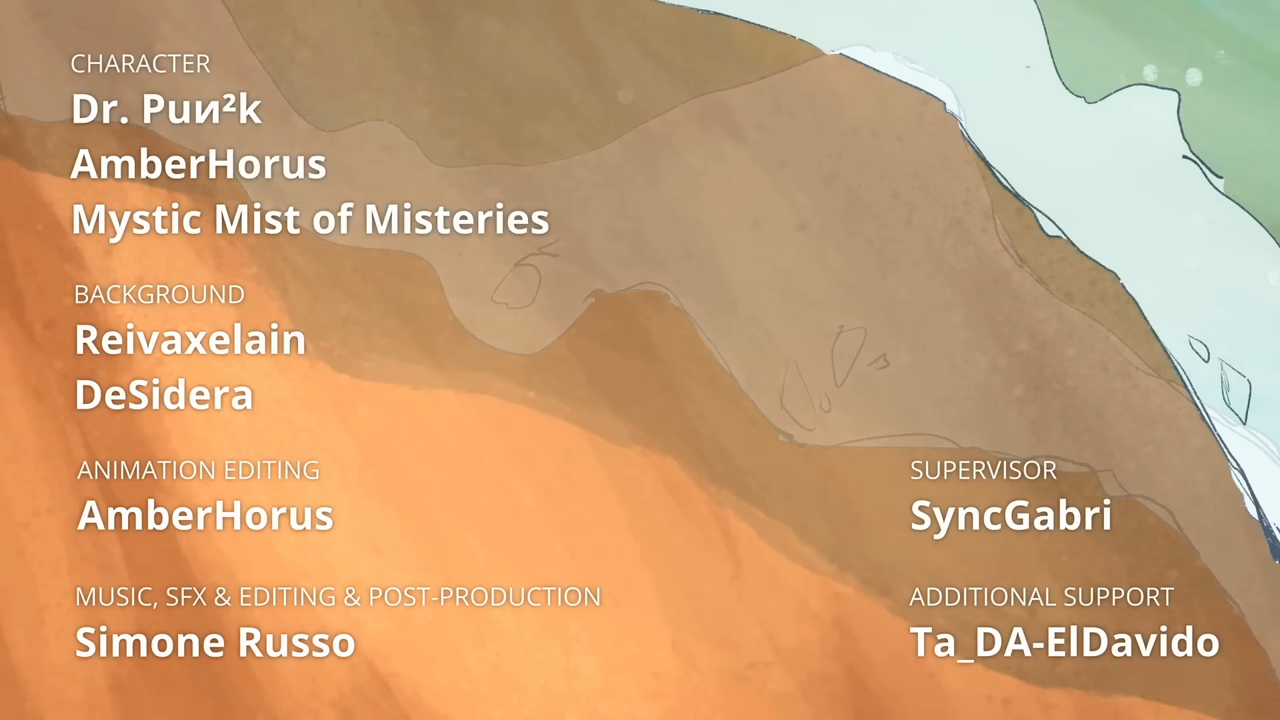 CHARACTER
Dr. Puи²k
AmberHorus
Mystic Mist of Misteries
BACKGROUND
Reivaxelain
DeSidera
ANIMATION EDITING
AmberHorus
MUSIC, SFX & EDITING & POST-PRODUCTION
Simone Russo
SUPERVISOR
SyncGabri
ADDITIONAL SUPPORT
Ta_DA-ElDavido